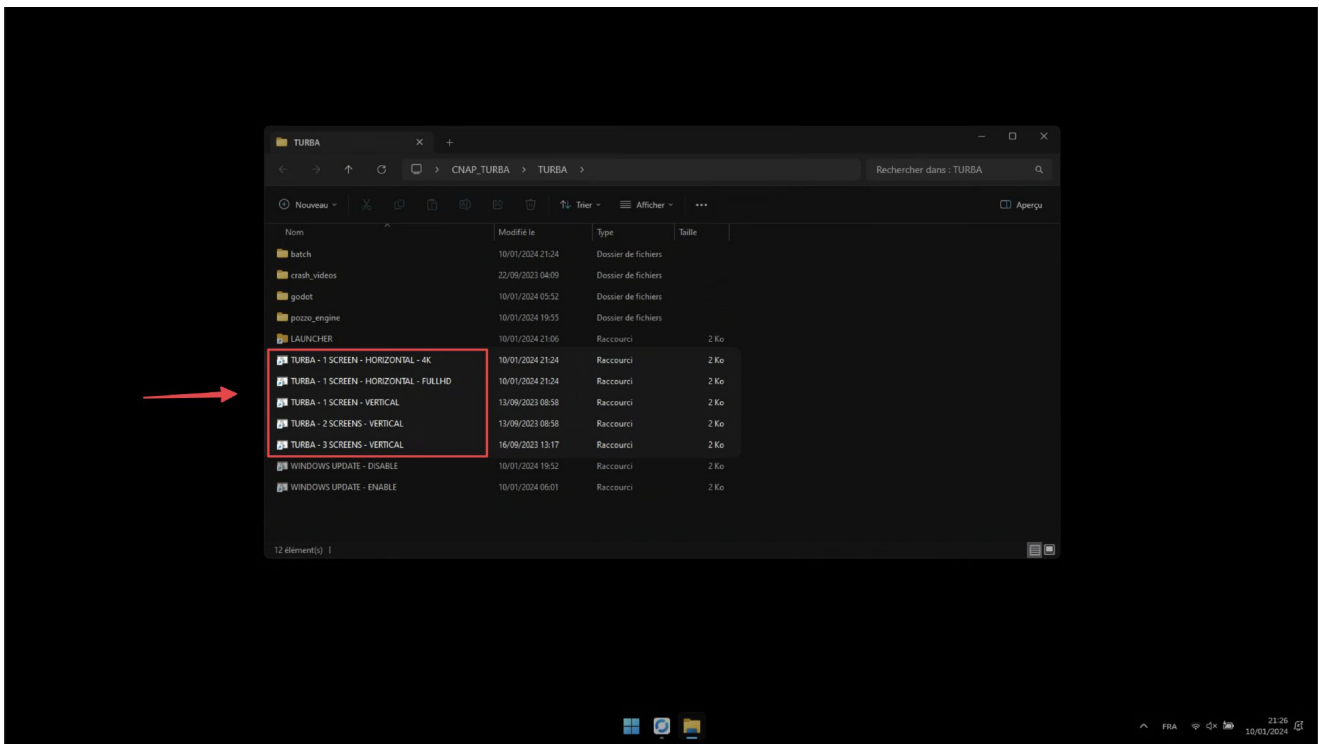 TURBA
CNAP_TURBA > TURBA >
Rechercher dans : TURBA
Nouveau
Trier
Afficher
Aperçu
Nom Modifié le Type Taille
batch 10/01/2024 21:24 Dossier de fichiers
crash_videos 22/09/2023 04:09 Dossier de fichiers
godot 10/01/2024 05:52 Dossier de fichiers
pozzo_engine 10/01/2024 19:55 Dossier de fichiers
LAUNCHER 10/01/2024 21:06 Raccourci 2 Ko
TURBA - 1 SCREEN - HORIZONTAL - 4K 10/01/2024 21:24 Raccourci 2 Ko
TURBA - 1 SCREEN - HORIZONTAL - FULLHD 10/01/2024 21:24 Raccourci 2 Ko
TURBA - 1 SCREEN - VERTICAL 13/09/2023 08:58 Raccourci 2 Ko
TURBA - 2 SCREENS - VERTICAL 13/09/2023 08:58 Raccourci 2 Ko
TURBA - 3 SCREENS - VERTICAL 16/09/2023 13:17 Raccourci 2 Ko
WINDOWS UPDATE - DISABLE 10/01/2024 19:52 Raccourci 2 Ko
WINDOWS UPDATE - ENABLE 10/01/2024 06:01 Raccourci 2 Ko
12 élément(s)
FRA
21:26
10/01/2024